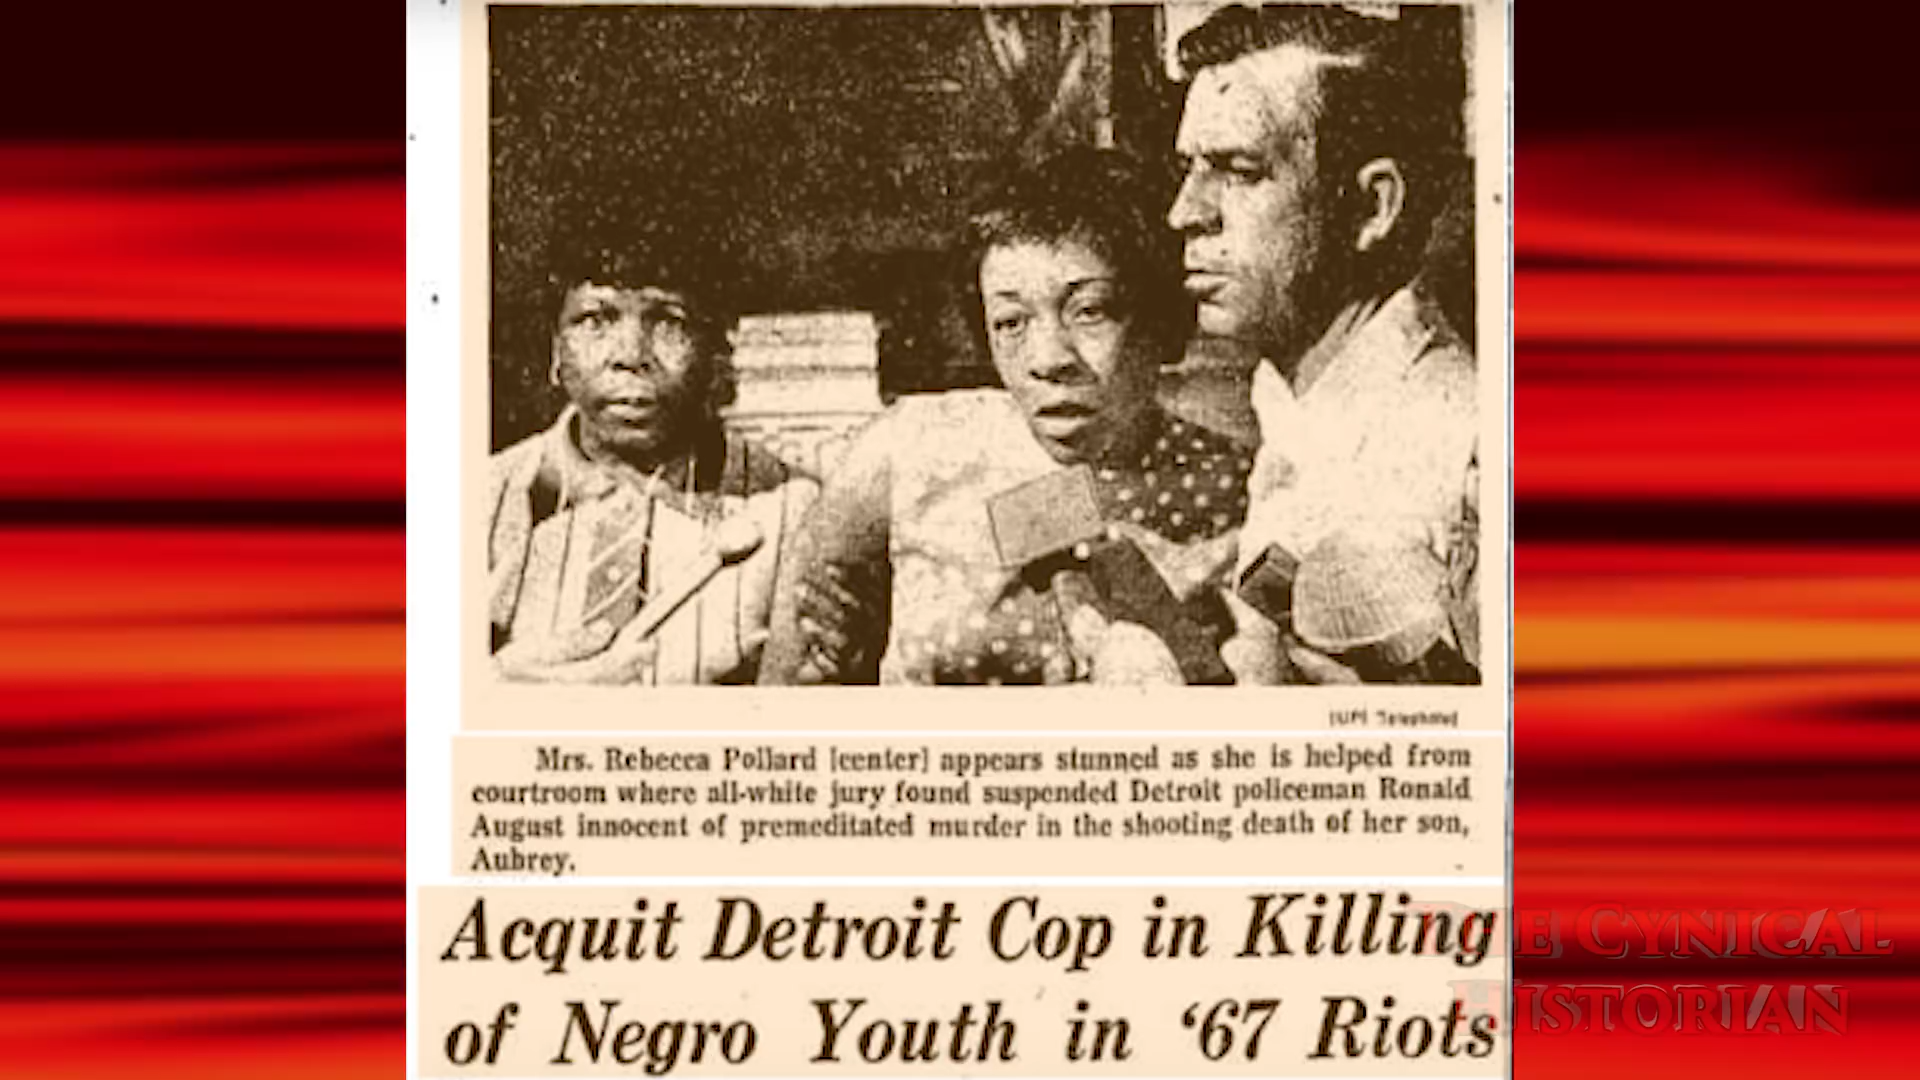 [UPI Telephoto]
Mrs. Rebecca Pollard [center] appears stunned as she is helped from
courtroom where all-white jury found suspended Detroit policeman Ronald
August innocent of premeditated murder in the shooting death of her son,
Aubrey.
Acquit Detroit Cop in Killing
of Negro Youth in ‘67 Riots
THE CYNICAL
HISTORIAN